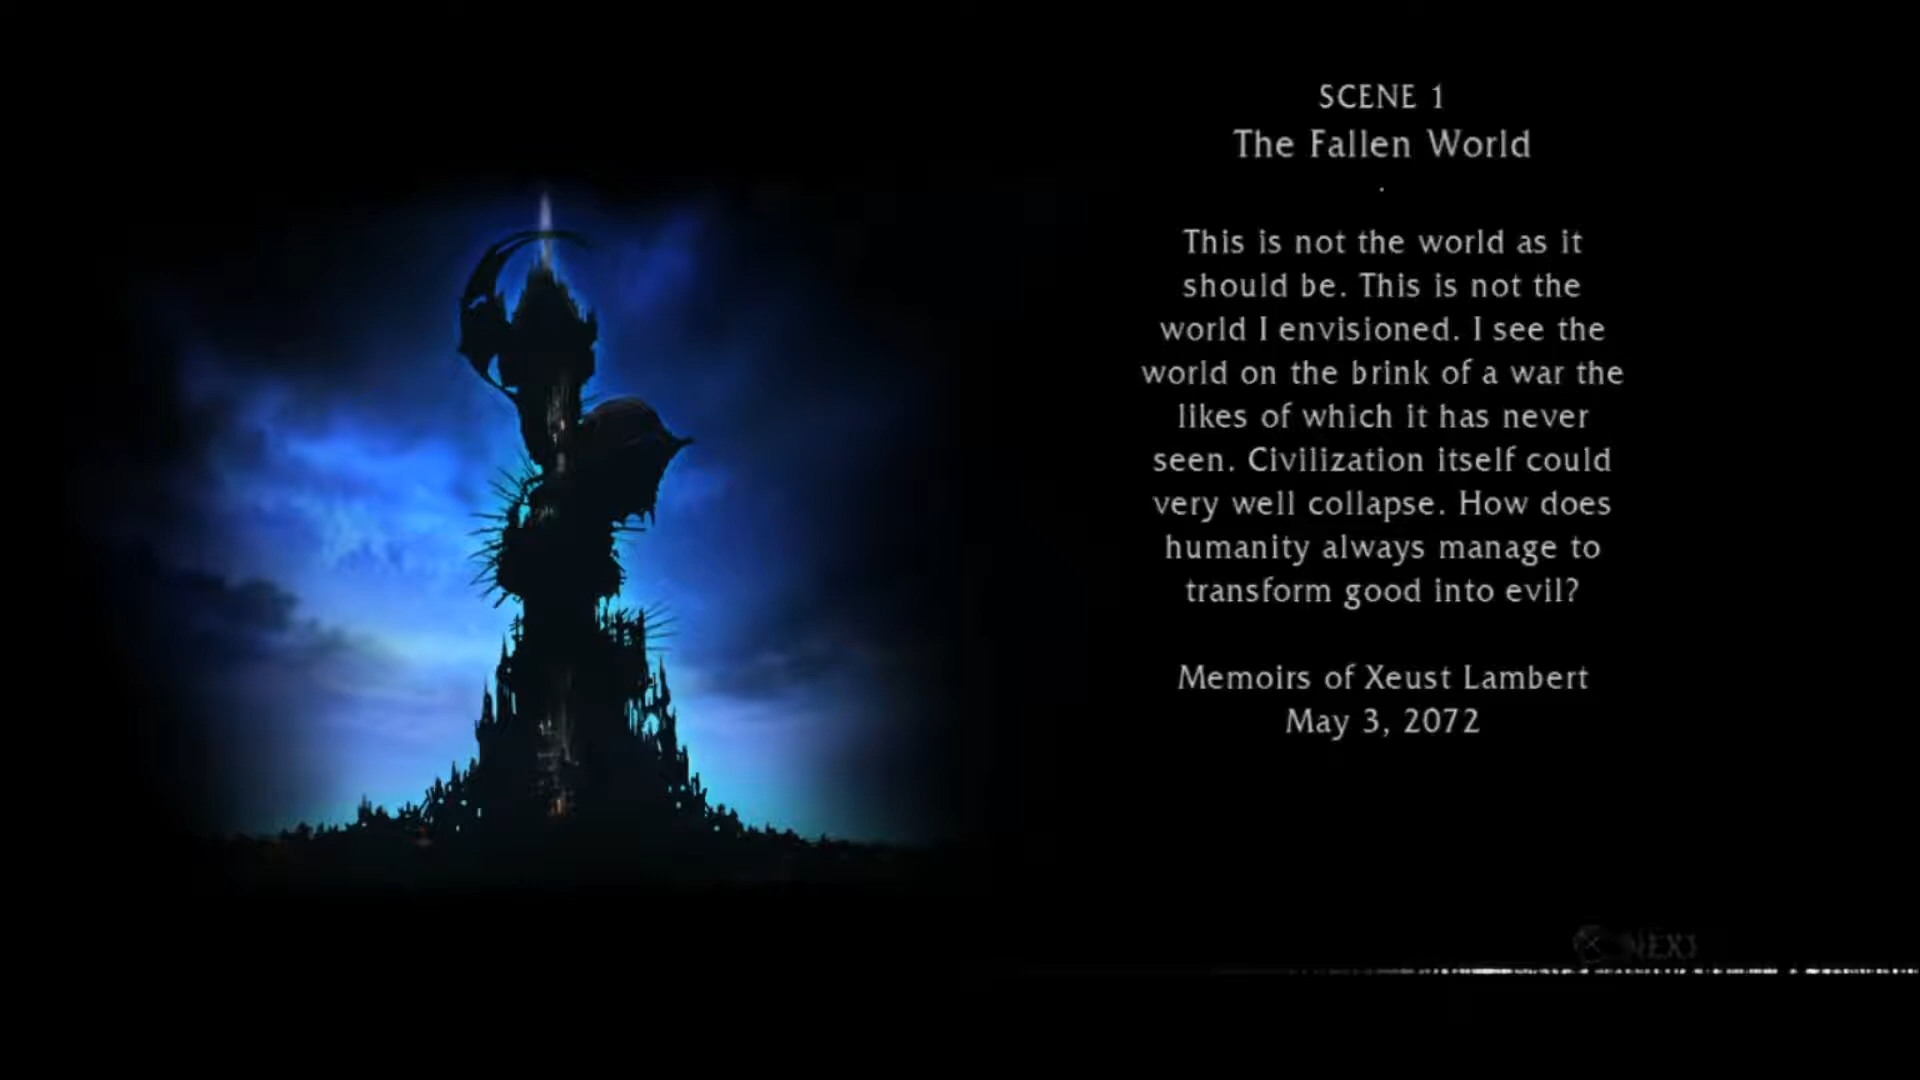 SCENE 1
The Fallen World
This is not the world as it
should be. This is not the
world I envisioned. I see the
world on the brink of a war the
likes of which it has never
seen. Civilization itself could
very well collapse. How does
humanity always manage to
transform good into evil?
Memoirs of Xeust Lambert
May 3, 2072
NEXT